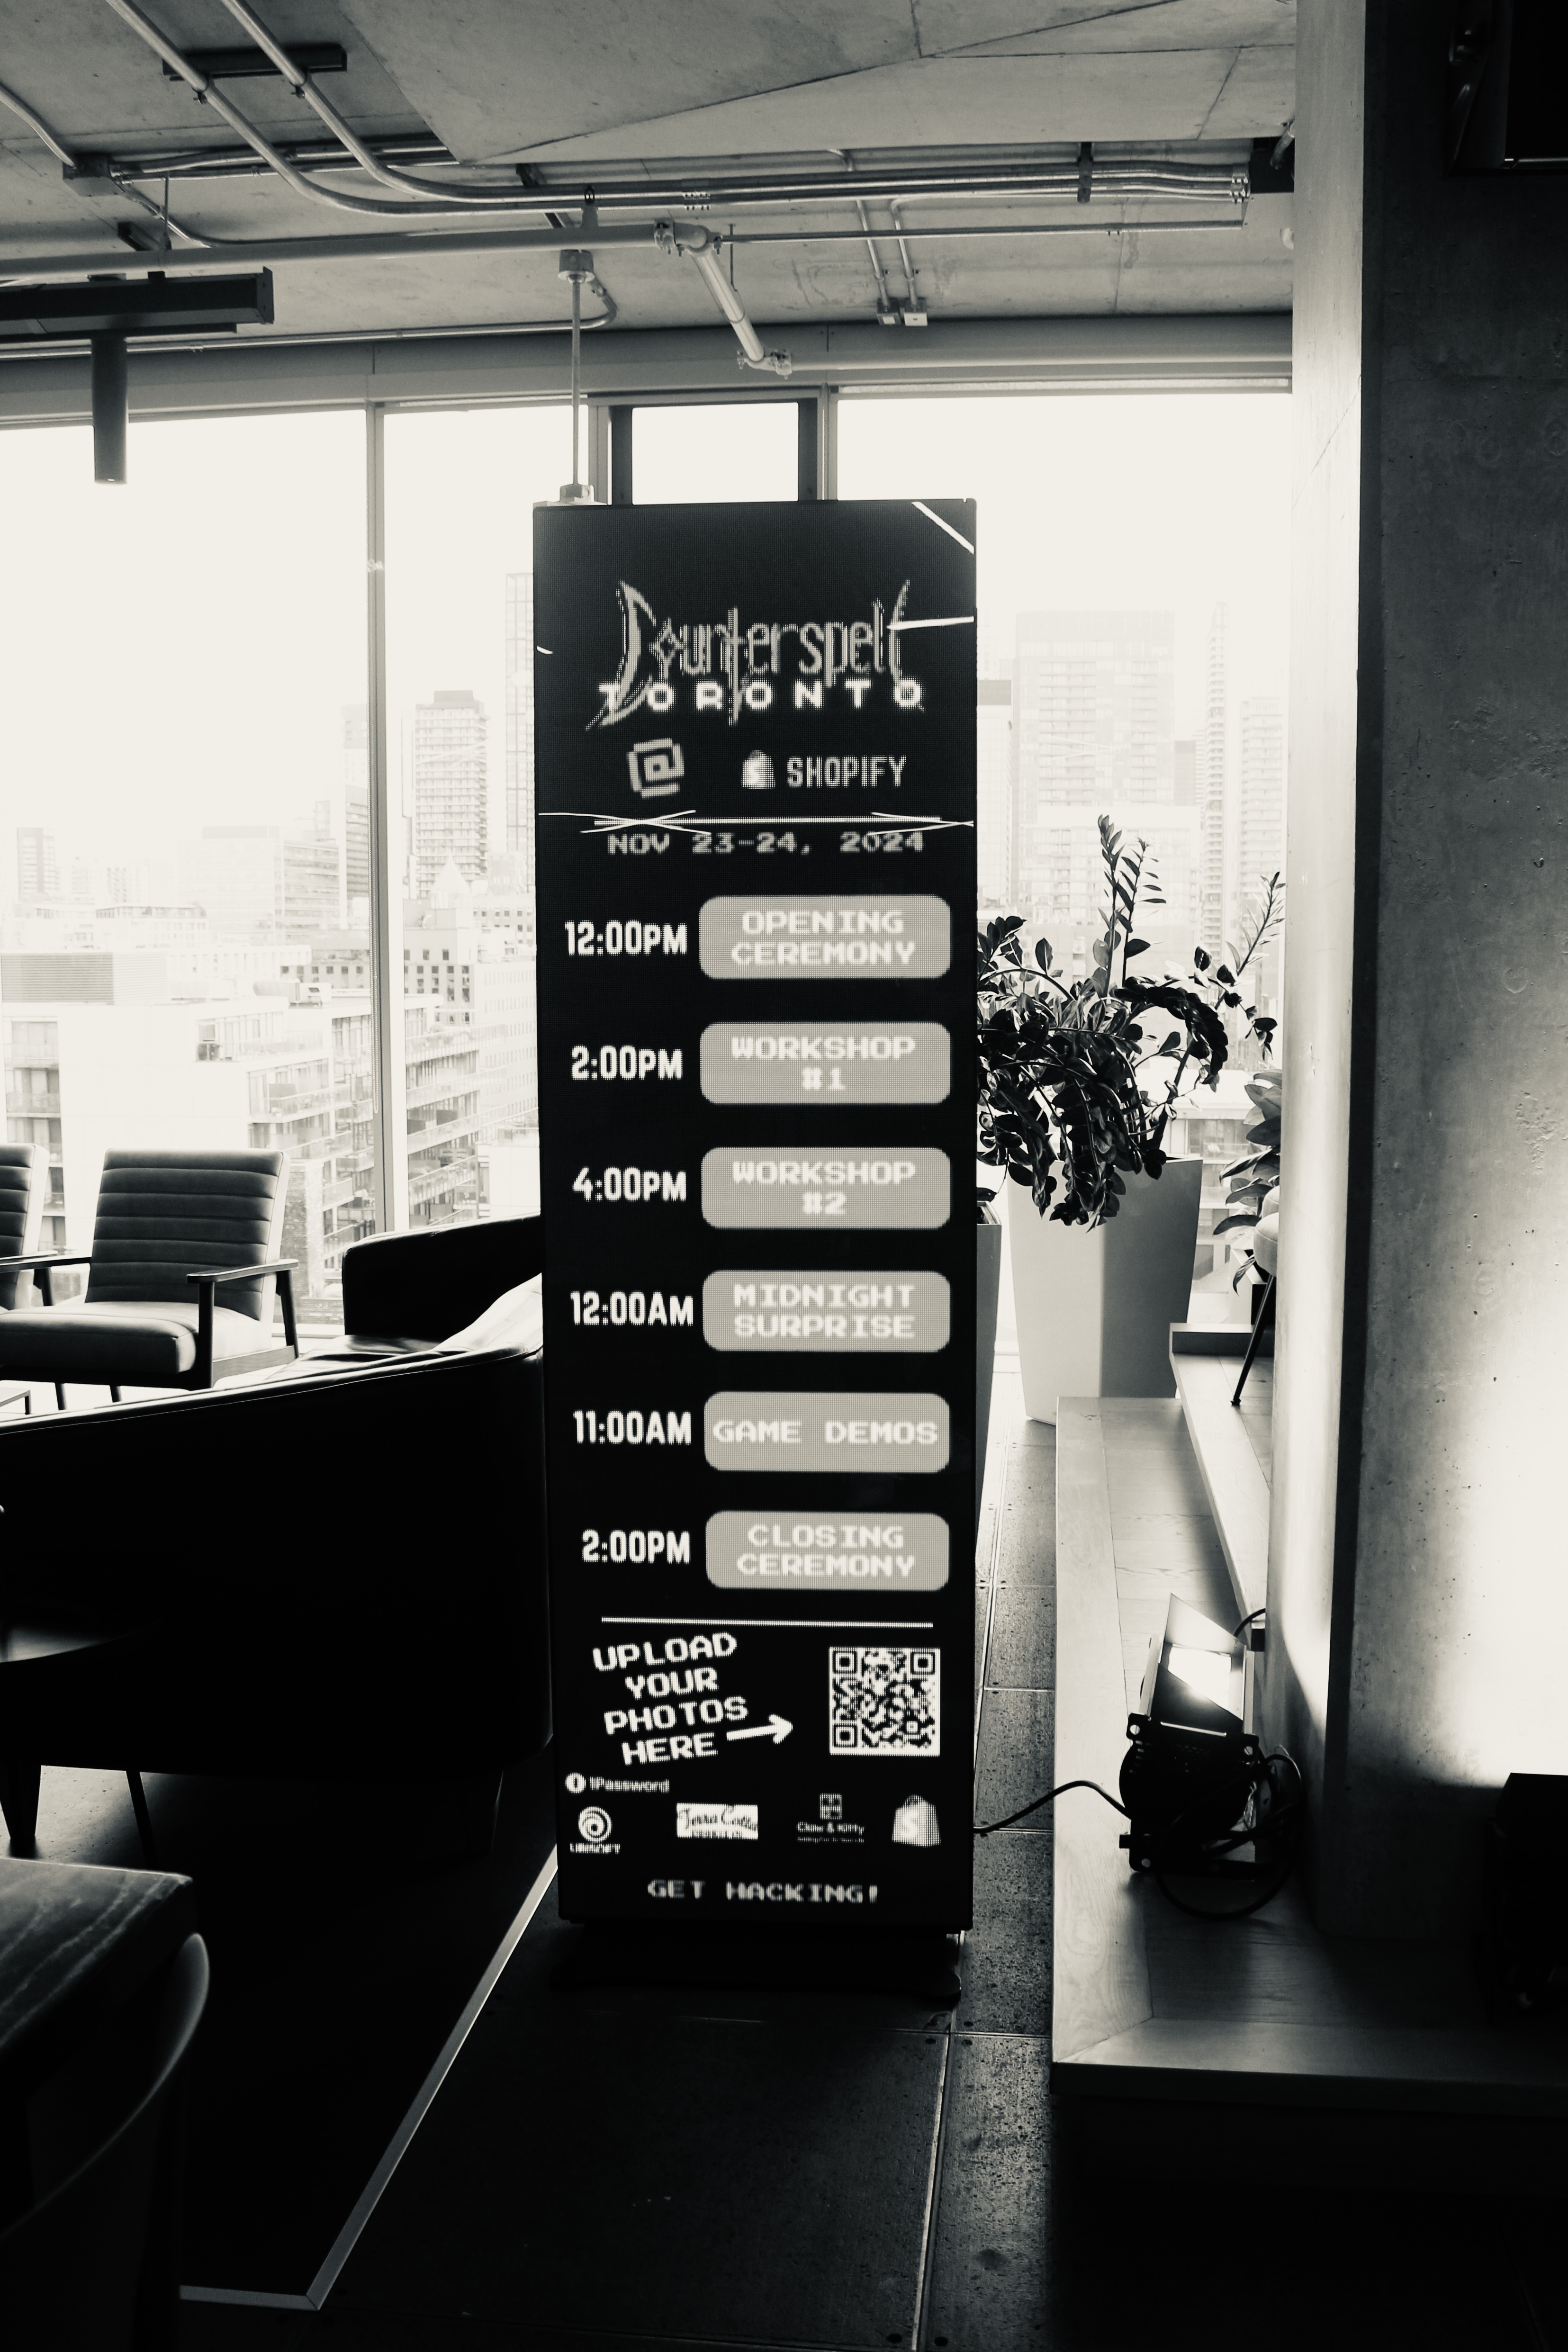 Counterspell
TORONTO
@ SHOPIFY
NOV 23-24, 2024
12:00PM OPENING
CEREMONY
2:00PM WORKSHOP
#1
4:00PM WORKSHOP
#2
12:00AM MIDNIGHT
SURPRISE
11:00AM GAME DEMOS
2:00PM CLOSING
CEREMONY
UPLOAD
YOUR
PHOTOS
HERE
1Password
UBISOFT
Terra Cotta
Claw & Kitty
GET HACKING!